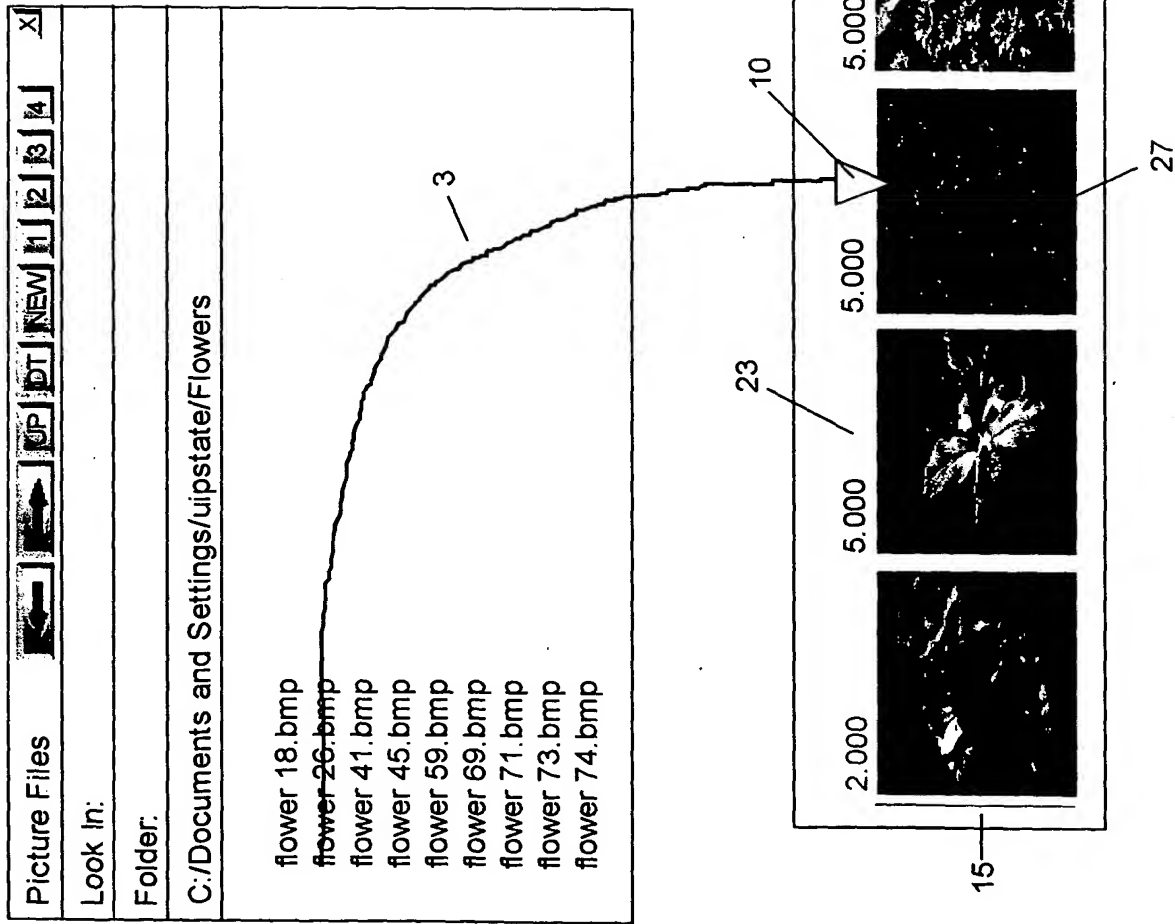 Picture Files UP DT NEW 1 2 3 4 X
Look In:
Folder:
C:/Documents and Settings/uipstate/Flowers
flower 18.bmp
flower 26.bmp
flower 41.bmp
flower 45.bmp
flower 59.bmp
flower 69.bmp
flower 71.bmp
flower 73.bmp
flower 74.bmp
3
10
23
2.000 5.000 5.000 5.000
15
27